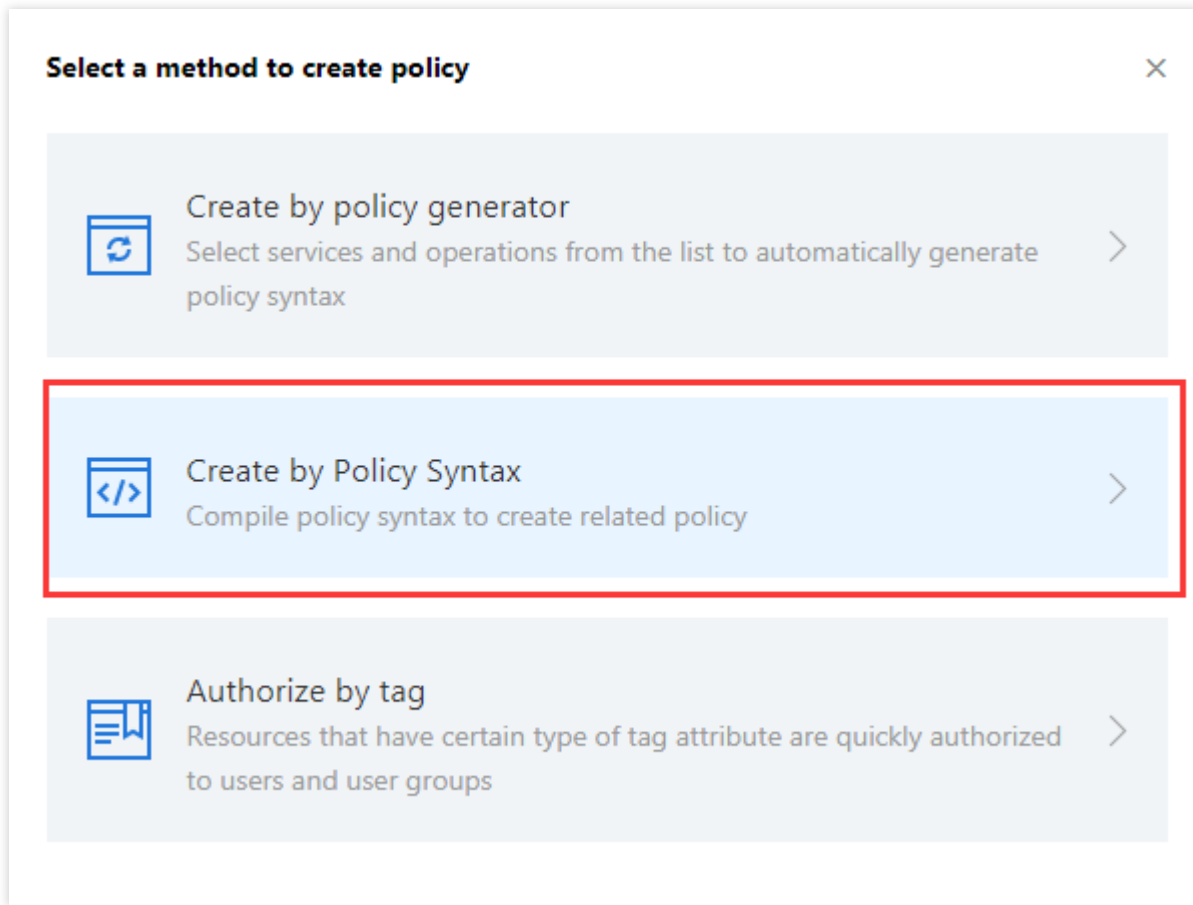 Select a method to create policy
Create by policy generator
Select services and operations from the list to automatically generate
policy syntax
Create by Policy Syntax
Compile policy syntax to create related policy
Authorize by tag
Resources that have certain type of tag attribute are quickly authorized
to users and user groups